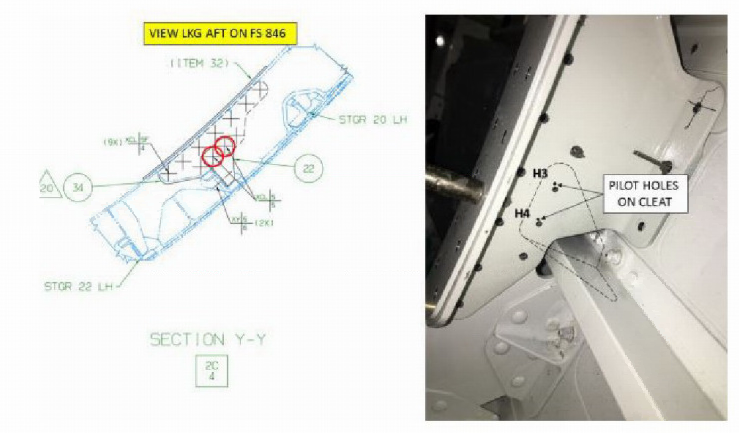 VIEW LKG AFT ON FS 846
(ITEM 32)
STGR 20 LH
(9X)
22
20
34
(2X)
STGR 22 LH
SECTION Y-Y
2C
4
H3
H4
PILOT HOLES
ON CLEAT